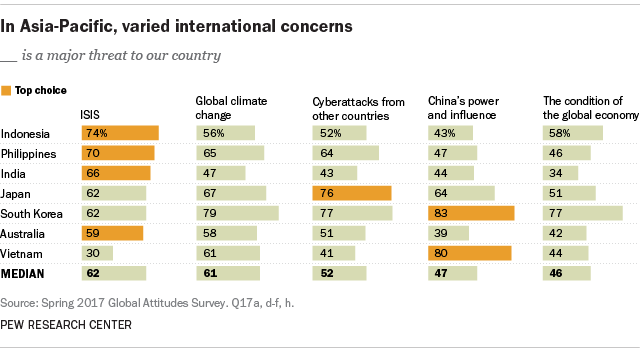 In Asia-Pacific, varied international concerns
__ is a major threat to our country
Top choice
ISIS
Global climate change
Cyberattacks from other countries
China's power and influence
The condition of the global economy
Indonesia 74% 56% 52% 43% 58%
Philippines 70 65 64 47 46
India 66 47 43 44 34
Japan 62 67 76 64 51
South Korea 62 79 77 83 77
Australia 59 58 51 39 42
Vietnam 30 61 41 80 44
MEDIAN 62 61 52 47 46
Source: Spring 2017 Global Attitudes Survey. Q17a, d-f, h.
PEW RESEARCH CENTER